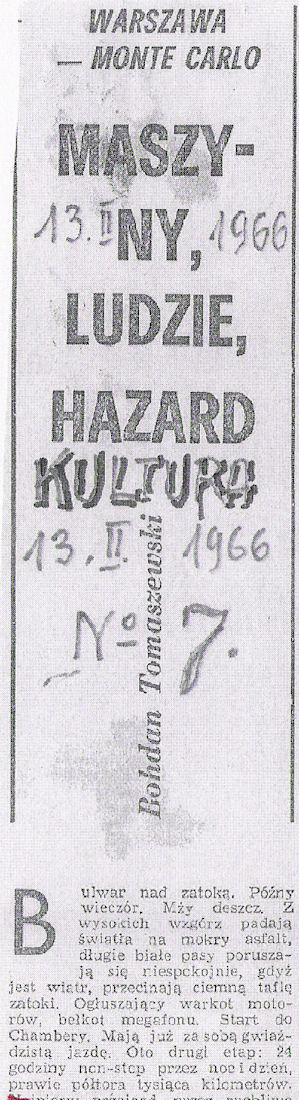 WARSZAWA
— MONTE CARLO
MASZY-
13. II NY, 1966
LUDZIE,
HAZARD
KULTURA
13. II. 1966
Nº 7.
Bohdan Tomaszewski
Bulwar nad zatoką. Późny
wieczór. Mży deszcz. Z
wysokich wzgórz padają
światła na mokry asfalt,
długie białe pasy porusza-
ją się niespokojnie, gdyż
jest wiatr, przecinają ciemną taflę
zatoki. Ogłuszający warkot moto-
rów, bełkot megafonu. Start do
Chambery. Mają już za sobą gwiaź-
dzistą jazdę. Oto drugi etap: 24
godziny non-stop przez noc i dzień,
prawie półtora tysiąca kilometrów.